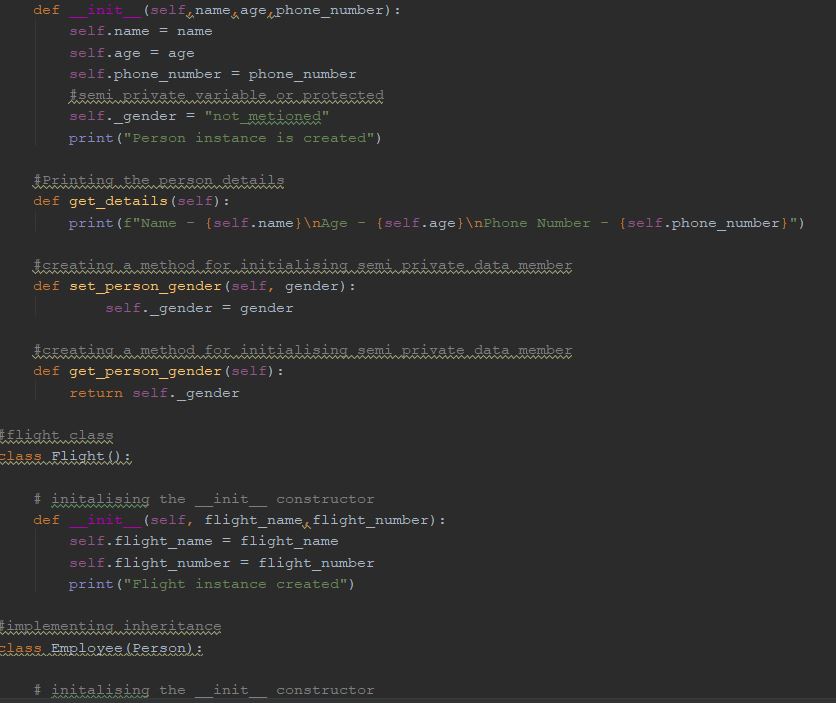 def __init__(self,name,age,phone_number):
self.name = name
self.age = age
self.phone_number = phone_number
#semi private variable or protected
self._gender = "not_metioned"
print("Person instance is created")
#Printing the person details
def get_details(self):
print(f"Name - {self.name}\nAge - {self.age}\nPhone Number - {self.phone_number}")
#creating a method for initialising semi private data member
def set_person_gender(self, gender):
self._gender = gender
#creating a method for initialising semi private data member
def get_person_gender(self):
return self._gender
#flight class
class Flight():
# initalising the __init__ constructor
def __init__(self, flight_name,flight_number):
self.flight_name = flight_name
self.flight_number = flight_number
print("Flight instance created")
#implementing inheritance
class Employee(Person):
# initalising the __init__ constructor